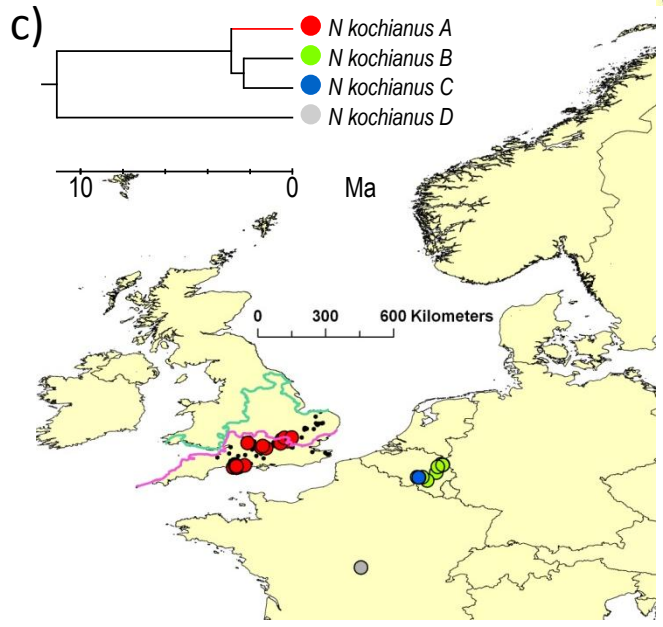 c)
N kochianus A
N kochianus B
N kochianus C
N kochianus D
10 0 Ma
0 300 600 Kilometers